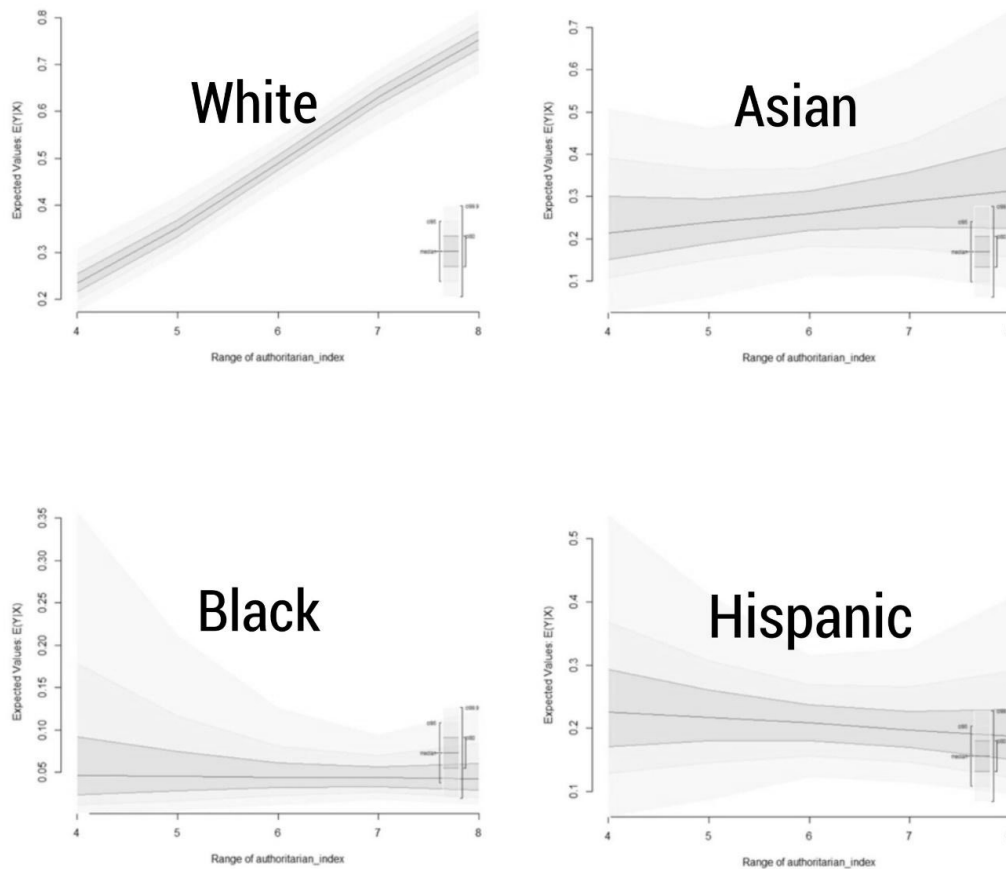 White
Expected Values: E(Y|X)
0.8
0.7
0.6
0.5
0.4
0.3
0.2
median
4 5 6 7 8
Range of authoritarian_index
Asian
Expected Values: E(Y|X)
0.7
0.6
0.5
0.4
0.3
0.2
0.1
median
4 5 6 7
Range of authoritarian_index
Black
Expected Values: E(Y|X)
0.35
0.30
0.25
0.20
0.15
0.10
0.05
median
4 5 6 7 8
Range of authoritarian_index
Hispanic
Expected Values: E(Y|X)
0.5
0.4
0.3
0.2
0.1
median
4 5 6 7
Range of authoritarian_index